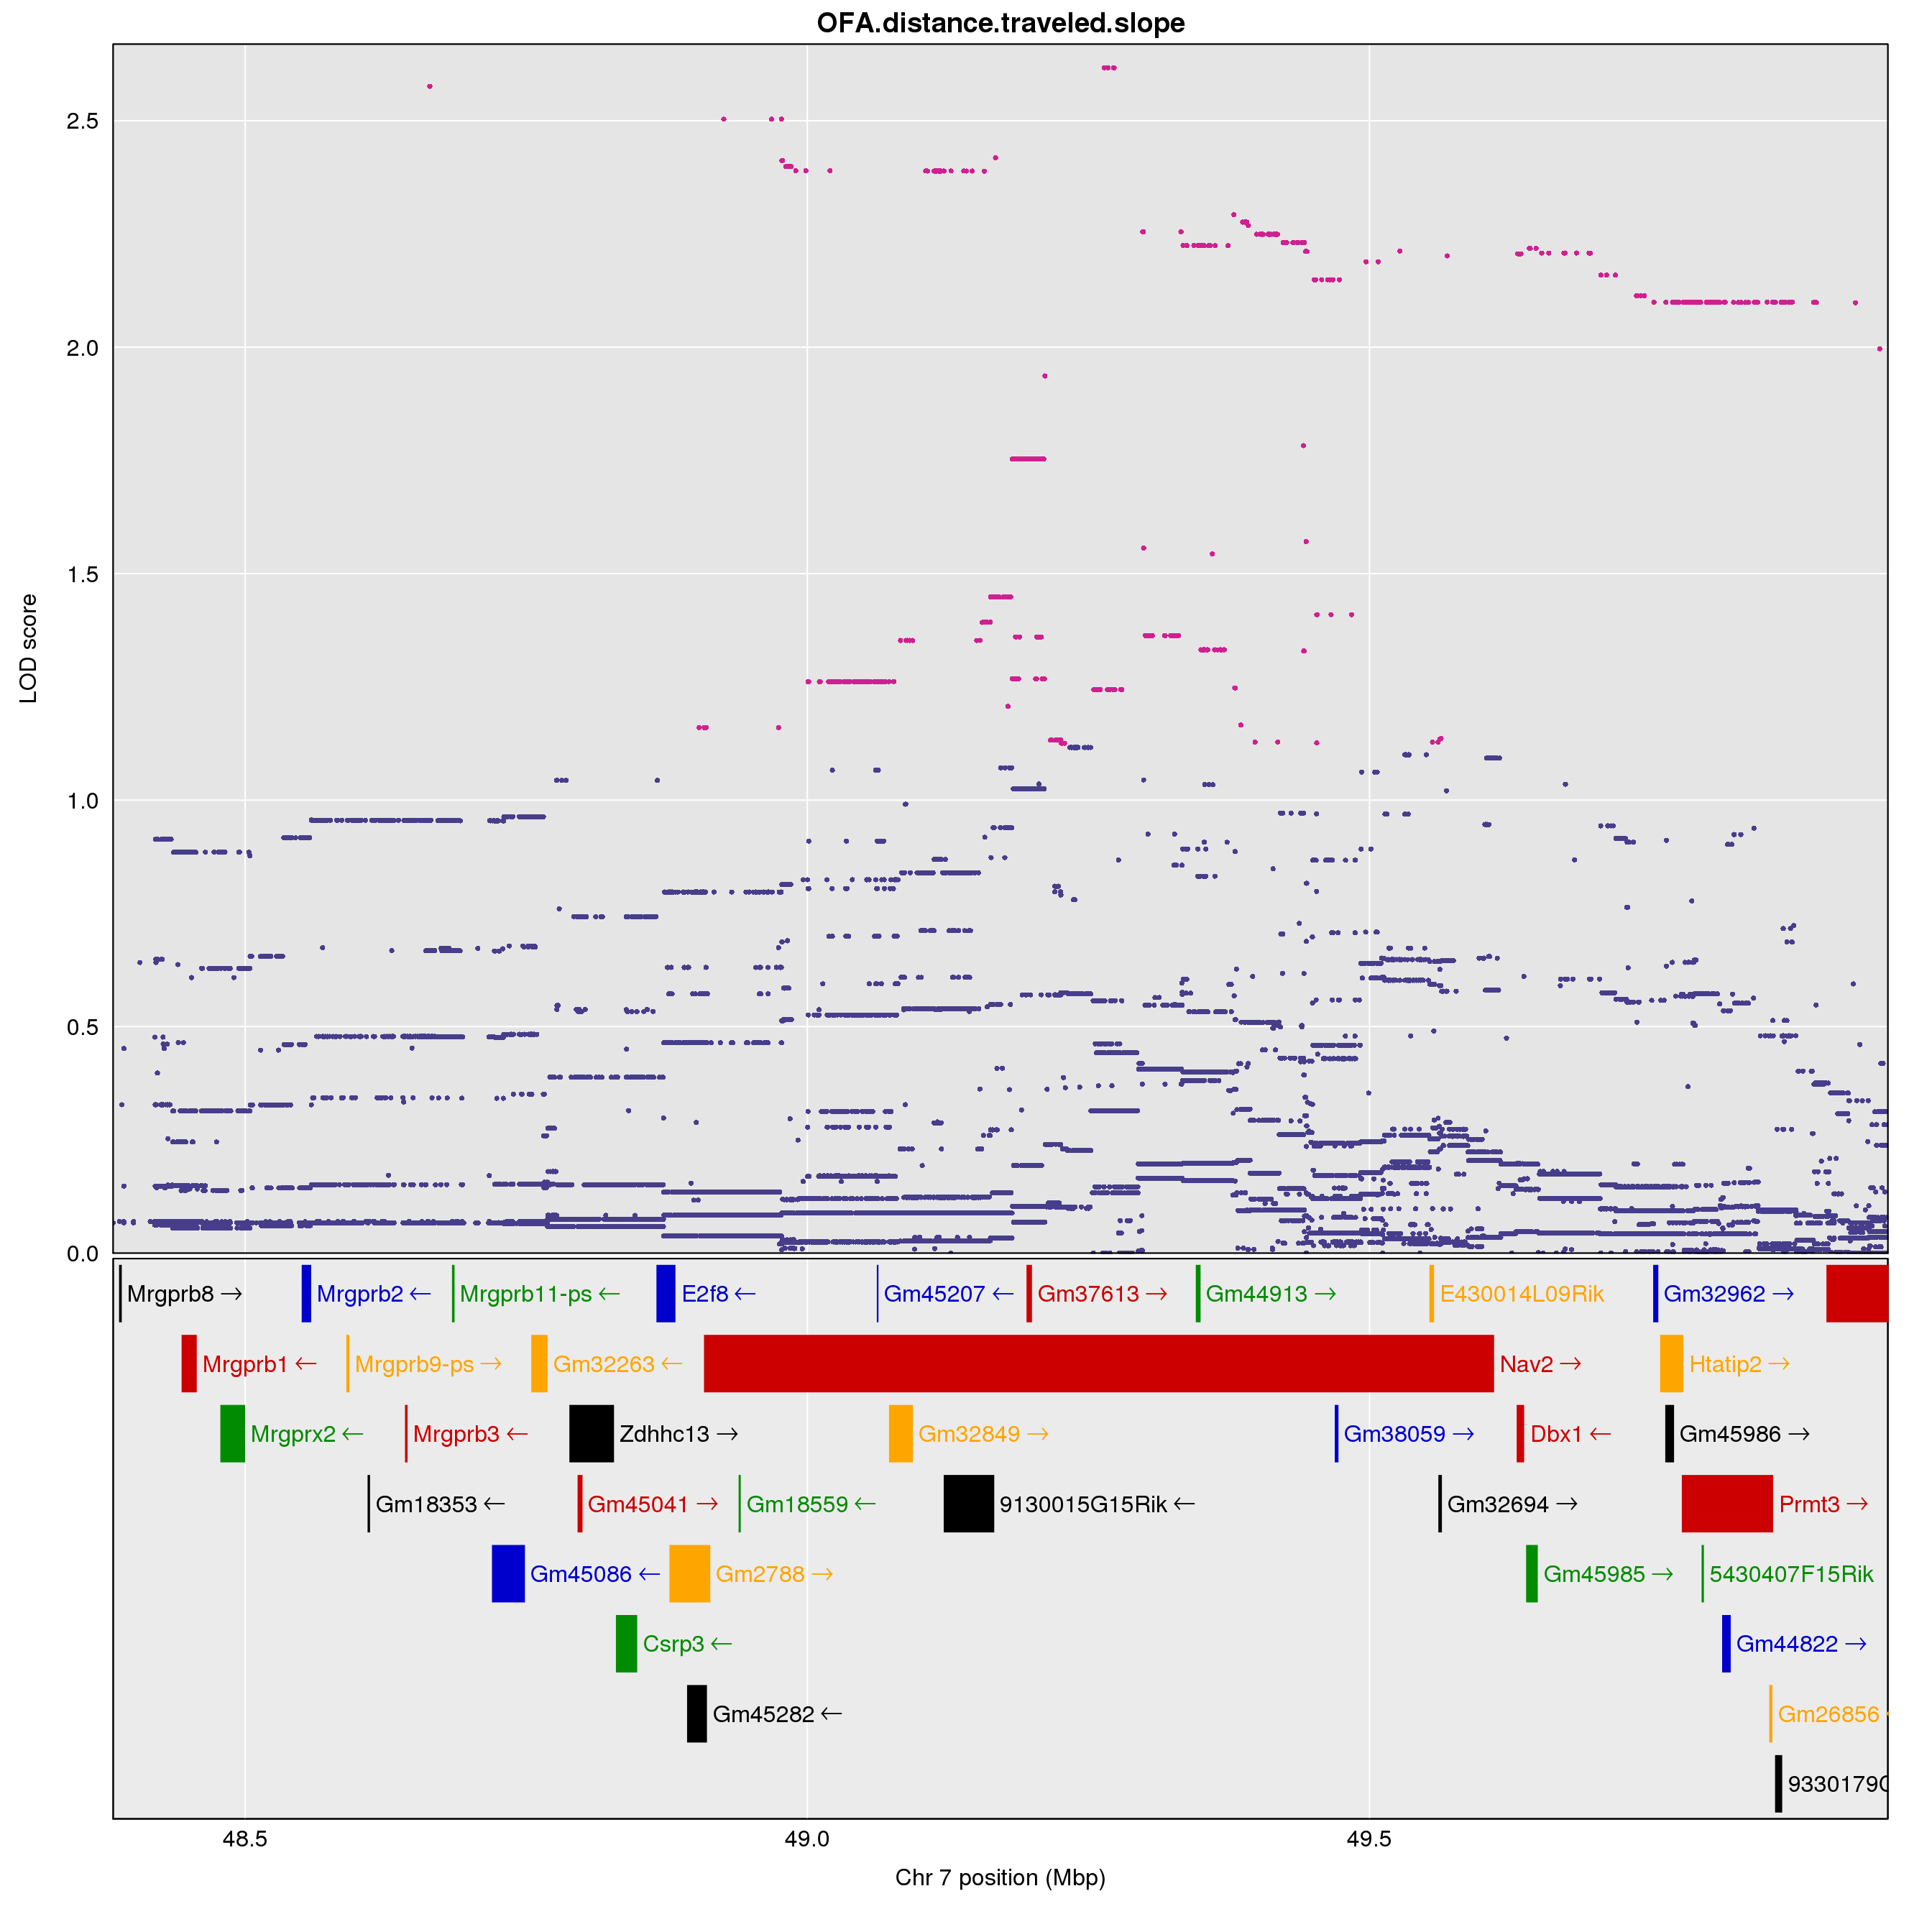 OFA.distance.traveled.slope
LOD score
2.5
2.0
1.5
1.0
0.5
0.0
Mrgprb8 → Mrgprb2 ← Mrgprb11-ps ← E2f8 ← Gm45207 ← Gm37613 → Gm44913 → E430014L09Rik Gm32962 →
Mrgprb1 ← Mrgprb9-ps → Gm32263 ← Nav2 → Htatip2 →
Mrgprx2 ← Mrgprb3 ← Zdhhc13 → Gm32849 → Gm38059 → Dbx1 ← Gm45986 →
Gm18353 ← Gm45041 → Gm18559 ← 9130015G15Rik ← Gm32694 → Prmt3 →
Gm45086 ← Gm2788 → Gm45985 → 5430407F15Rik
Csrp3 ← Gm44822 →
Gm45282 ← Gm26856
48.5 49.0 49.5
Chr 7 position (Mbp)